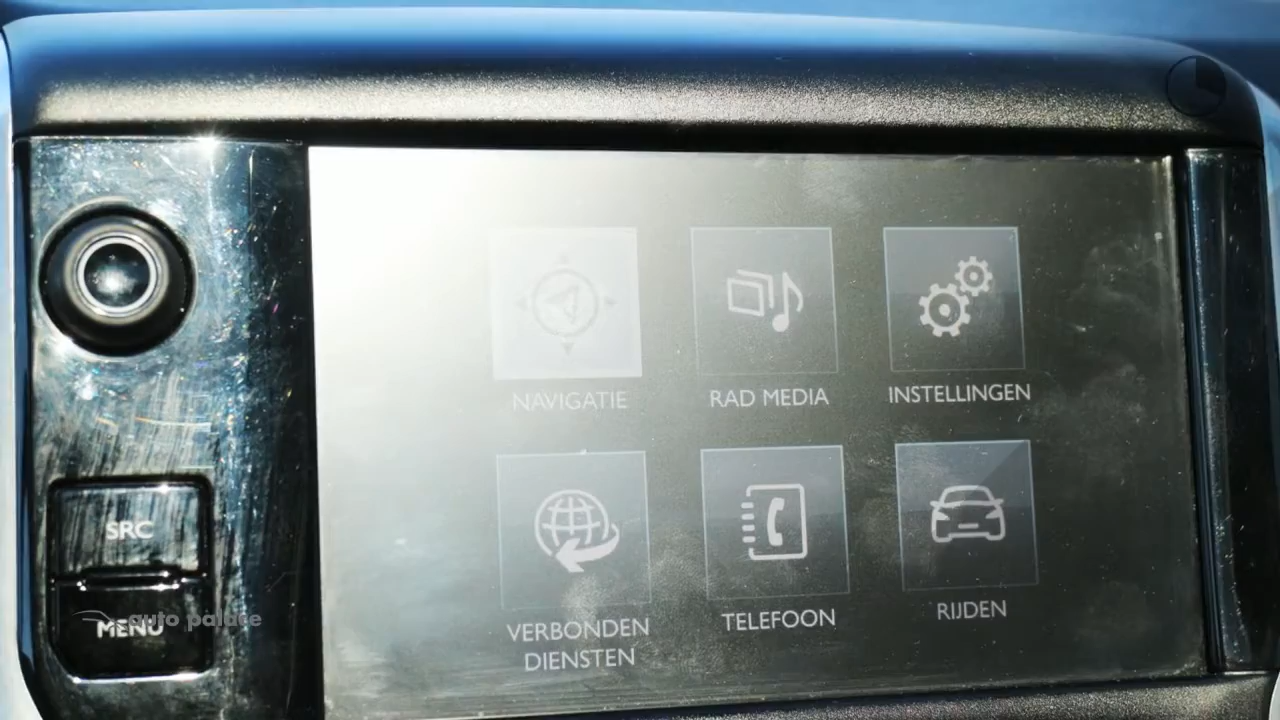 NAVIGATIE
RAD MEDIA
INSTELLINGEN
VERBONDEN
DIENSTEN
TELEFOON
RIJDEN
SRC
MENU
auto palace